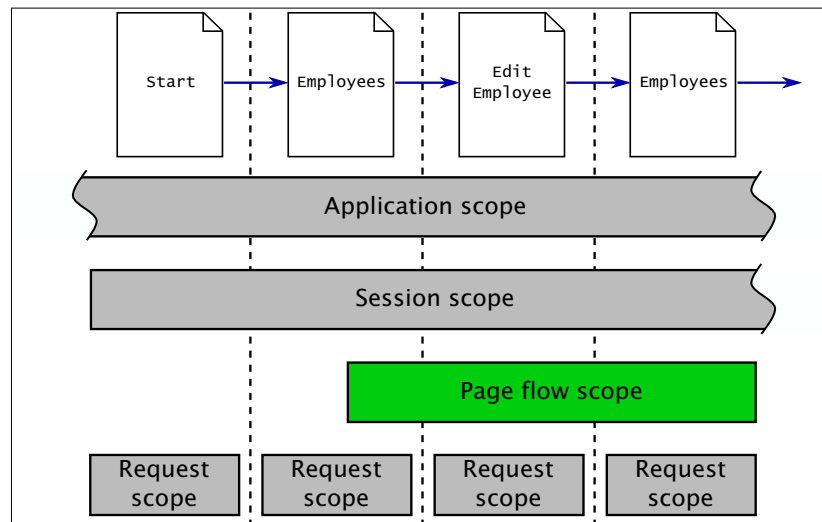 Start
Employees
Edit
Employee
Employees
Application scope
Session scope
Page flow scope
Request
scope
Request
scope
Request
scope
Request
scope